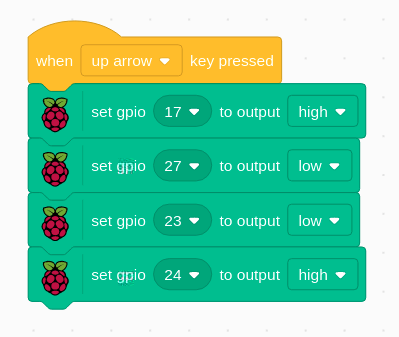 when up arrow key pressed
set gpio 17 to output high
set gpio 27 to output low
set gpio 23 to output low
set gpio 24 to output high